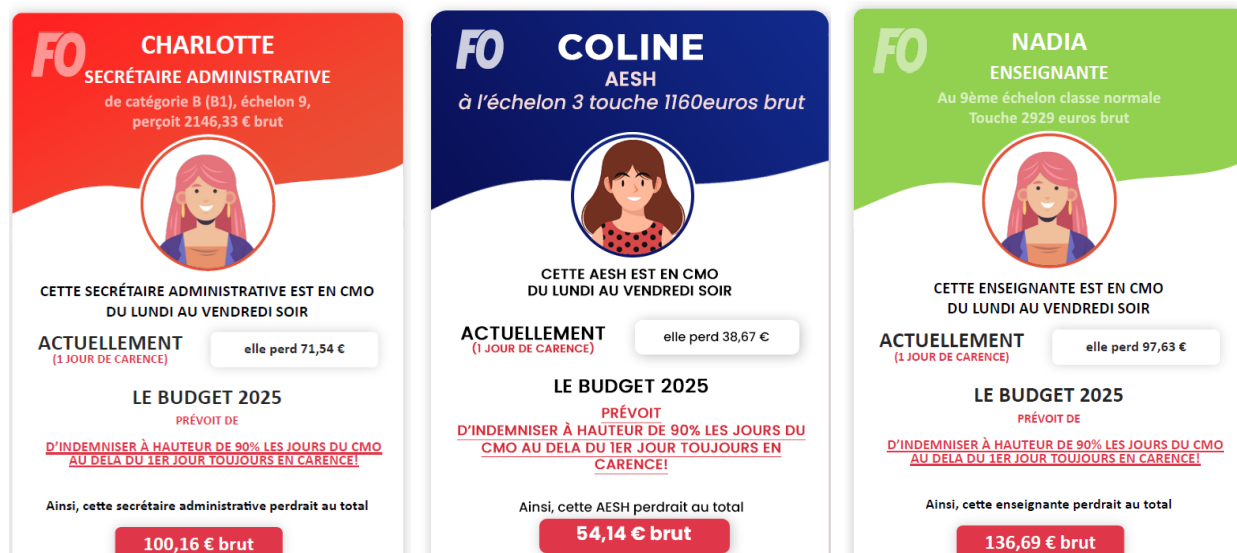 FO
CHARLOTTE
SECRÉTAIRE ADMINISTRATIVE
de catégorie B (B1), échelon 9,
perçoit 2146,33 € brut
CETTE SECRÉTAIRE ADMINISTRATIVE EST EN CMO
DU LUNDI AU VENDREDI SOIR
ACTUELLEMENT
(1 JOUR DE CARENCE)
elle perd 71,54 €
LE BUDGET 2025
PRÉVOIT DE
D'INDEMNISER À HAUTEUR DE 90% LES JOURS DU CMO
AU DELA DU 1ER JOUR TOUJOURS EN CARENCE!
Ainsi, cette secrétaire administrative perdrait au total
100,16 € brut
FO
COLINE
AESH
à l'échelon 3 touche 1160euros brut
CETTE AESH EST EN CMO
DU LUNDI AU VENDREDI SOIR
ACTUELLEMENT
(1 JOUR DE CARENCE)
elle perd 38,67 €
LE BUDGET 2025
PRÉVOIT
D'INDEMNISER À HAUTEUR DE 90% LES JOURS DU
CMO AU DELA DU 1ER JOUR TOUJOURS EN
CARENCE!
Ainsi, cette AESH perdrait au total
54,14 € brut
FO
NADIA
ENSEIGNANTE
Au 9ème échelon classe normale
Touche 2929 euros brut
CETTE ENSEIGNANTE EST EN CMO
DU LUNDI AU VENDREDI SOIR
ACTUELLEMENT
(1 JOUR DE CARENCE)
elle perd 97,63 €
LE BUDGET 2025
PRÉVOIT DE
D'INDEMNISER À HAUTEUR DE 90% LES JOURS DU CMO
AU DELA DU 1ER JOUR TOUJOURS EN CARENCE!
Ainsi, cette enseignante perdrait au total
136,69 € brut